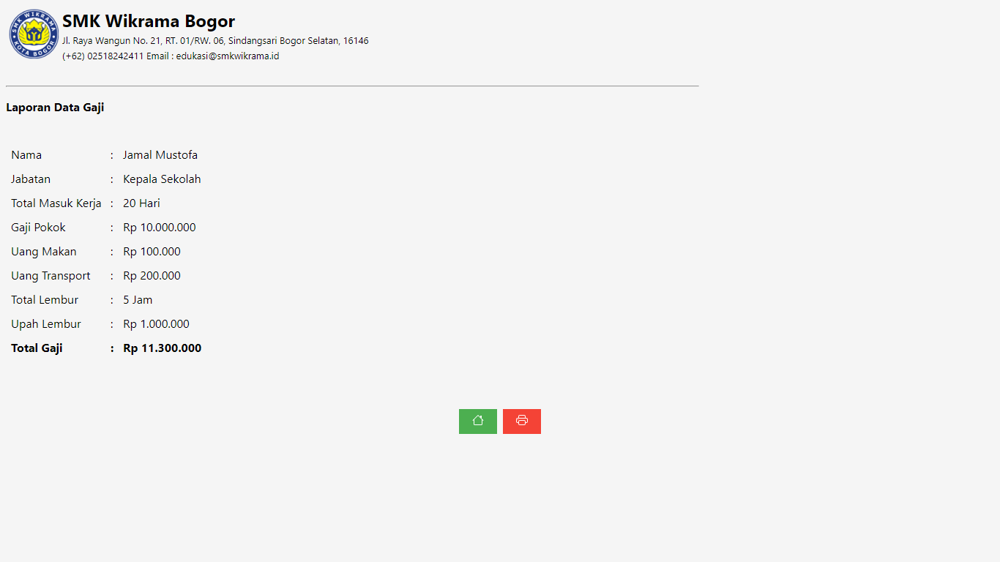 SMK WIKRAMA
KOTA BOGOR
SMK Wikrama Bogor
Jl. Raya Wangun No. 21, RT. 01/RW. 06, Sindangsari Bogor Selatan, 16146
(+62) 02518242411 Email : edukasi@smkwikrama.id
Laporan Data Gaji
Nama : Jamal Mustofa
Jabatan : Kepala Sekolah
Total Masuk Kerja : 20 Hari
Gaji Pokok : Rp 10.000.000
Uang Makan : Rp 100.000
Uang Transport : Rp 200.000
Total Lembur : 5 Jam
Upah Lembur : Rp 1.000.000
Total Gaji : Rp 11.300.000